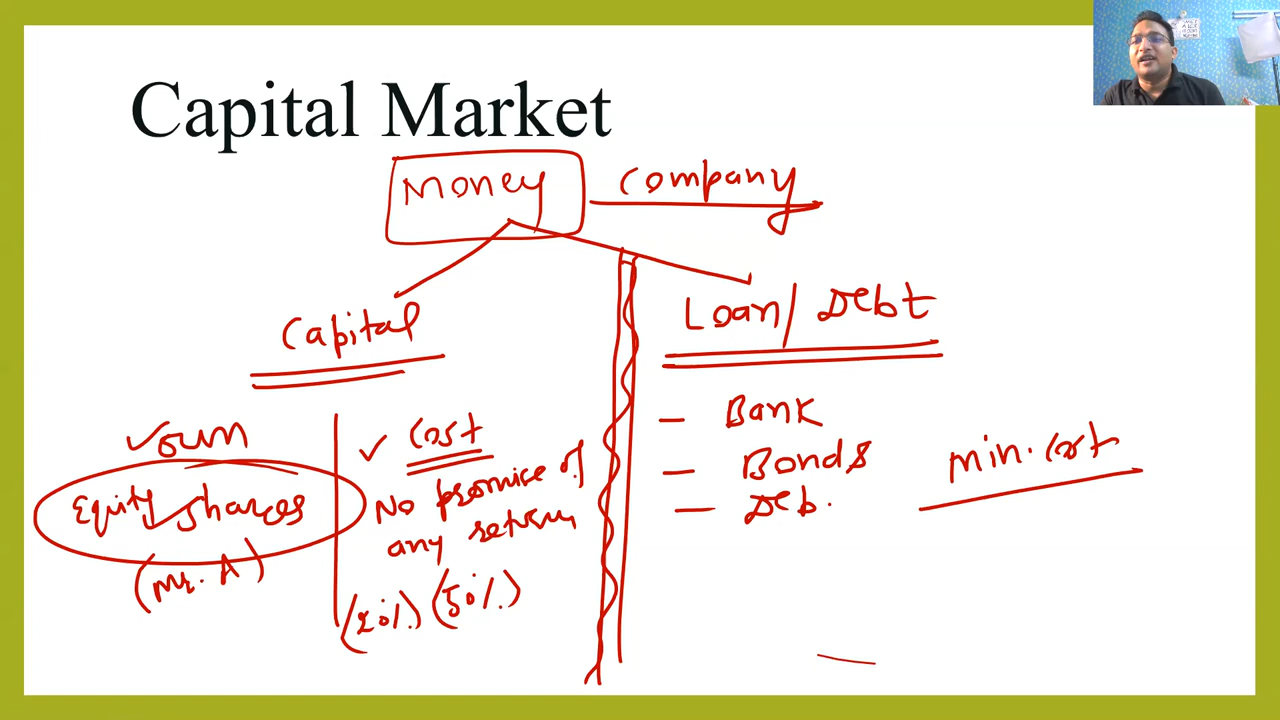 Capital Market
Money company
Capital
Loan/Debt
✓own
Equity shares
(Mr. A)
✓ Cost
No promise of
any return
(20%) (50%)
— Bank
— Bonds
— Deb.
min. cost